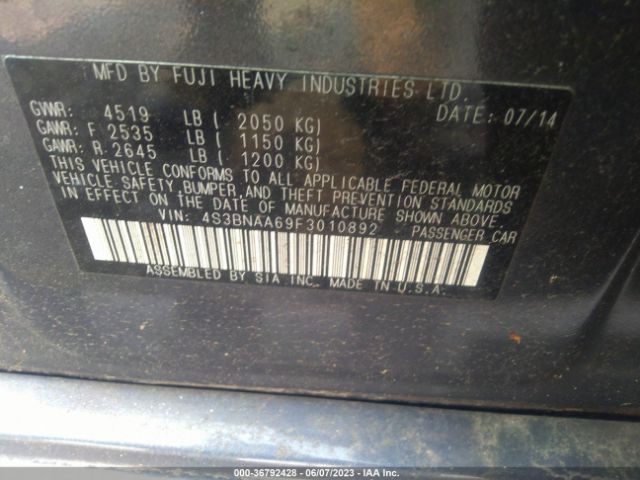 MFD BY FUJI HEAVY INDUSTRIES LTD.
GVWR: 4519 LB ( 2050 KG) DATE: 07/14
GAWR: F 2535 LB ( 1150 KG)
GAWR: R 2645 LB ( 1200 KG)
THIS VEHICLE CONFORMS TO ALL APPLICABLE FEDERAL MOTOR
VEHICLE SAFETY, BUMPER, AND THEFT PREVENTION STANDARDS
IN EFFECT ON THE DATE OF MANUFACTURE SHOWN ABOVE.
VIN: 4S3BNAA69F3010892 PASSENGER CAR
ASSEMBLED BY SIA INC. MADE IN U.S.A.
000-36792428 - 06/07/2023 - IAA Inc.